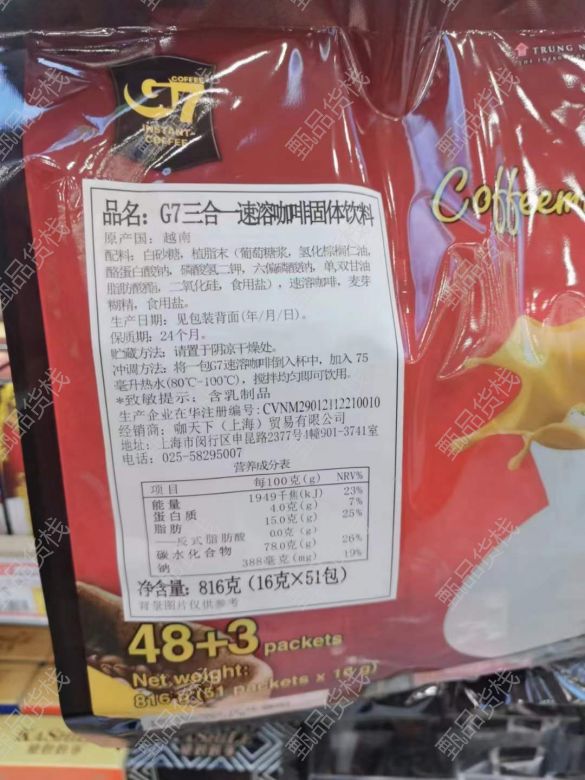 COFFEE
G7
INSTANT
COFFEE
TRUNG N
Coffeem
品名：G7三合一速溶咖啡固体饮料
原产国：越南
配料：白砂糖，植脂末（葡萄糖浆，氢化棕榈仁油，
酪蛋白酸钠，磷酸氢二钾，六偏磷酸钠，单,双甘油
脂肪酸酯，二氧化硅，食用盐），速溶咖啡，麦芽
糊精，食用盐。
生产日期：见包装背面(年/月/日)。
保质期：24个月。
贮藏方法：请置于阴凉干燥处。
冲调方法：将一包G7速溶咖啡倒入杯中，加入 75
毫升热水(80℃-100℃)，搅拌均匀即可饮用。
*致敏提示：含乳制品
生产企业在华注册编号:CVNM29012112210010
经销商：咖天下（上海）贸易有限公司
地址：上海市闵行区申昆路2377号4幢901-3741室
电话：025-58295007
营养成分表
项目 每100克(g) NRV%
能量 1949千焦(kJ) 23%
蛋白质 4.0克(g) 7%
脂肪 15.0克(g) 25%
—反式脂肪酸 0.0克(g)
碳水化合物 78.0克(g) 26%
钠 388毫克(mg) 19%
净含量：816克（16克×51包）
背景图片仅供参考
48+3 packets
Net weight:
816 g (51 packets x 16 g)
甄品货栈